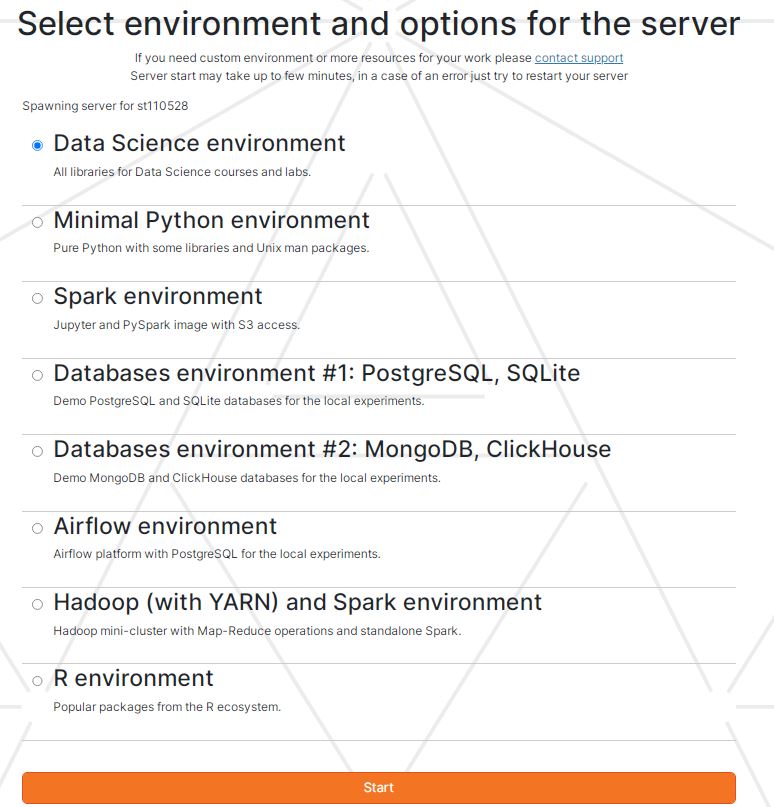 Select environment and options for the server
If you need custom environment or more resources for your work please contact support
Server start may take up to few minutes, in a case of an error just try to restart your server
Spawning server for st110528
Data Science environment
All libraries for Data Science courses and labs.
Minimal Python environment
Pure Python with some libraries and Unix man packages.
Spark environment
Jupyter and PySpark image with S3 access.
Databases environment #1: PostgreSQL, SQLite
Demo PostgreSQL and SQLite databases for the local experiments.
Databases environment #2: MongoDB, ClickHouse
Demo MongoDB and ClickHouse databases for the local experiments.
Airflow environment
Airflow platform with PostgreSQL for the local experiments.
Hadoop (with YARN) and Spark environment
Hadoop mini-cluster with Map-Reduce operations and standalone Spark.
R environment
Popular packages from the R ecosystem.
Start